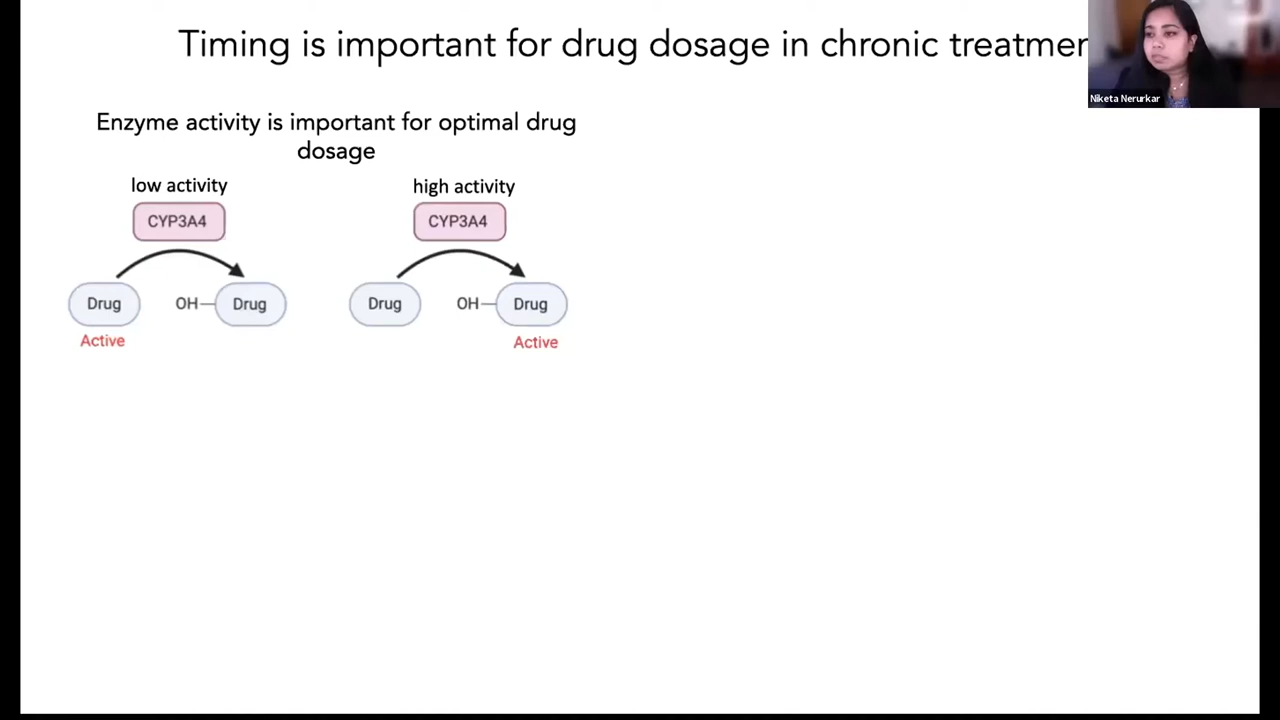 Timing is important for drug dosage in chronic treatmen
Niketa Nerurkar
Enzyme activity is important for optimal drug
dosage
low activity
CYP3A4
Drug
OH
Drug
Active
high activity
CYP3A4
Drug
OH
Drug
Active